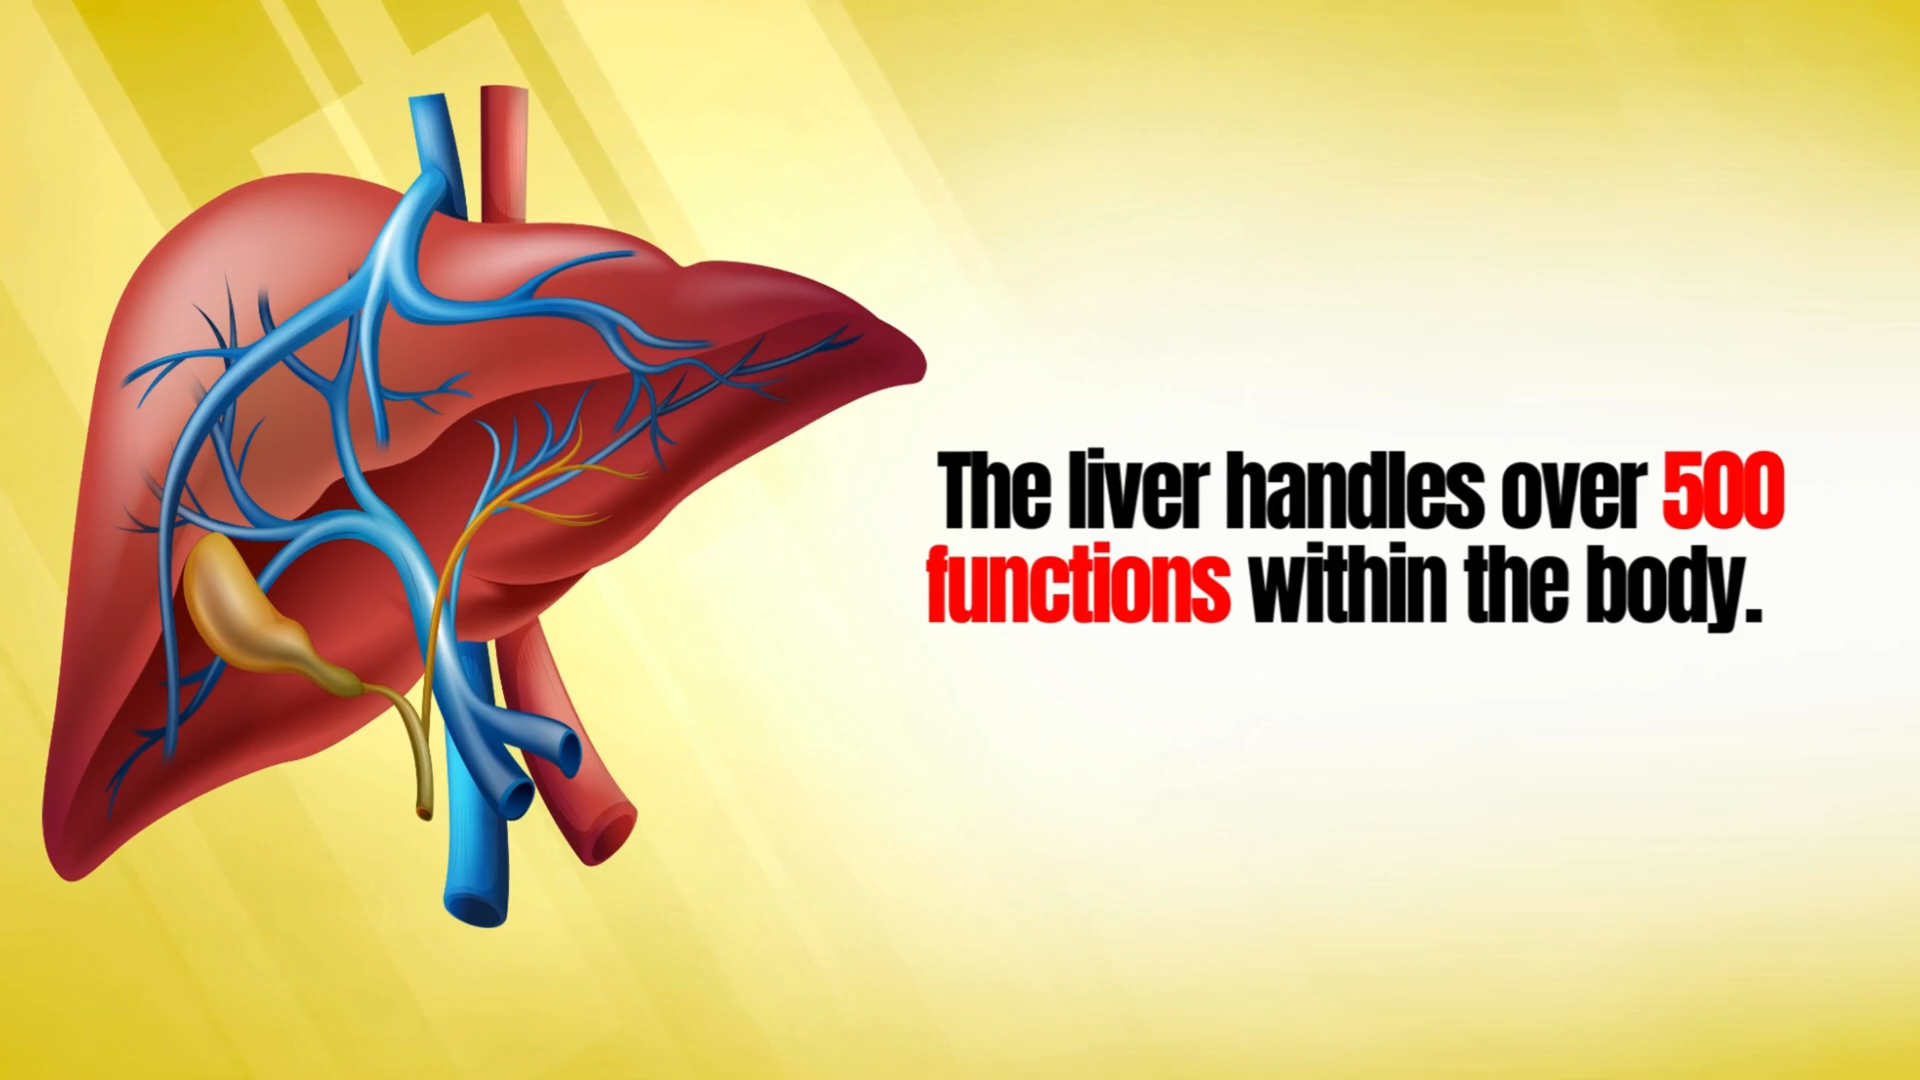 The liver handles over 500
functions within the body.